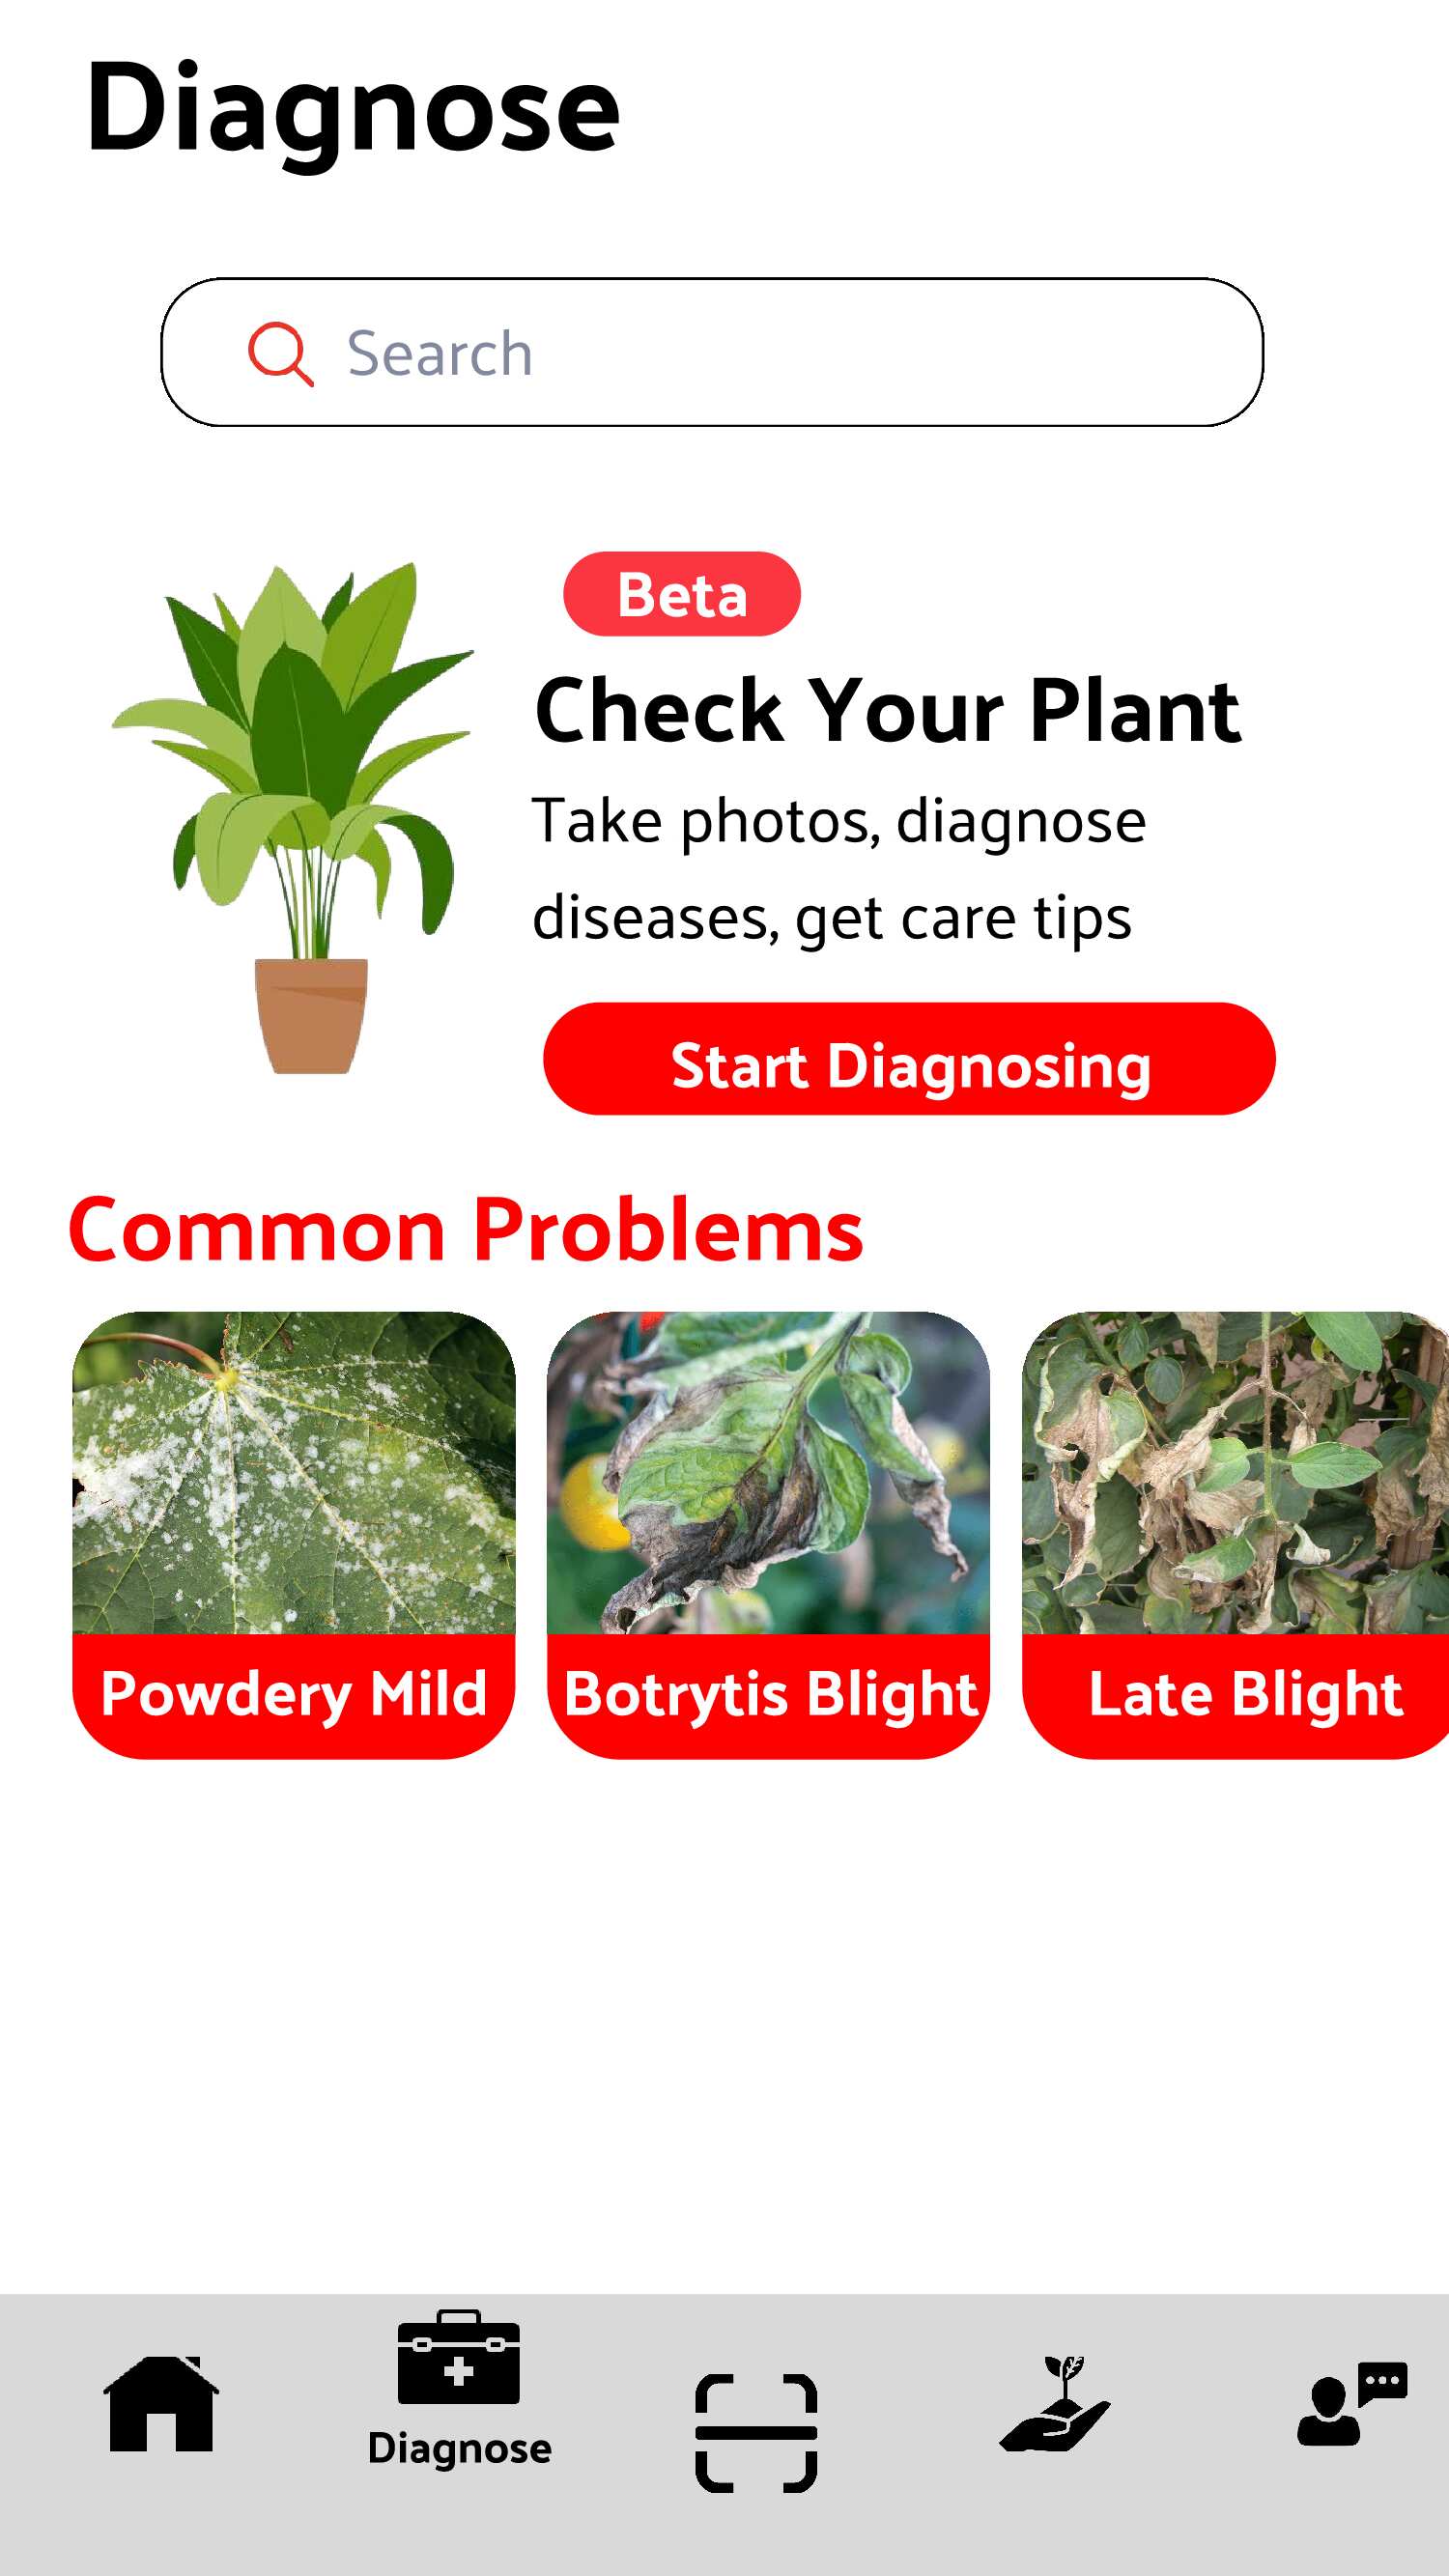 Diagnose
Search
Beta
Check Your Plant
Take photos, diagnose
diseases, get care tips
Start Diagnosing
Common Problems
Powdery Mild
Botrytis Blight
Late Blight
Diagnose